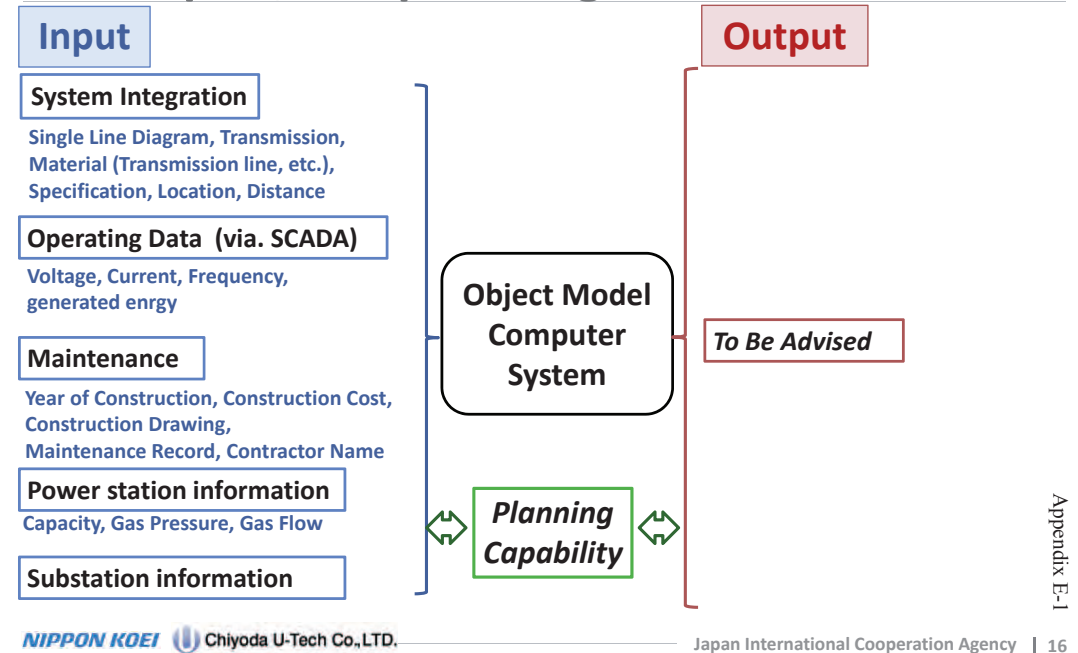 Input
Output
System Integration
Single Line Diagram, Transmission,
Material (Transmission line, etc.),
Specification, Location, Distance
Operating Data (via. SCADA)
Voltage, Current, Frequency,
generated enrgy
Maintenance
Year of Construction, Construction Cost,
Construction Drawing,
Maintenance Record, Contractor Name
Power station information
Capacity, Gas Pressure, Gas Flow
Substation information
Object Model
Computer
System
Planning
Capability
To Be Advised
Appendix E-1
NIPPON KOEI
Chiyoda U-Tech Co.,LTD.
Japan International Cooperation Agency | 16